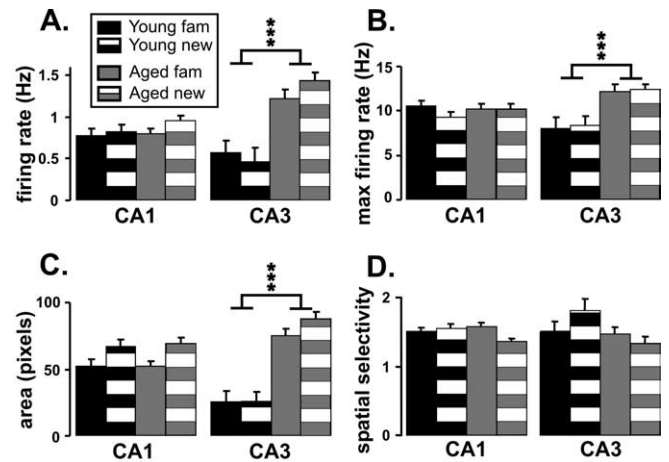 A.
Young fam
Young new
Aged fam
Aged new
***
firing rate (Hz)
1.5
1
0.5
0
CA1
CA3
B.
***
max firing rate (Hz)
15
10
5
0
CA1
CA3
C.
***
area (pixels)
100
50
0
CA1
CA3
D.
spatial selectivity
2
1
0
CA1
CA3